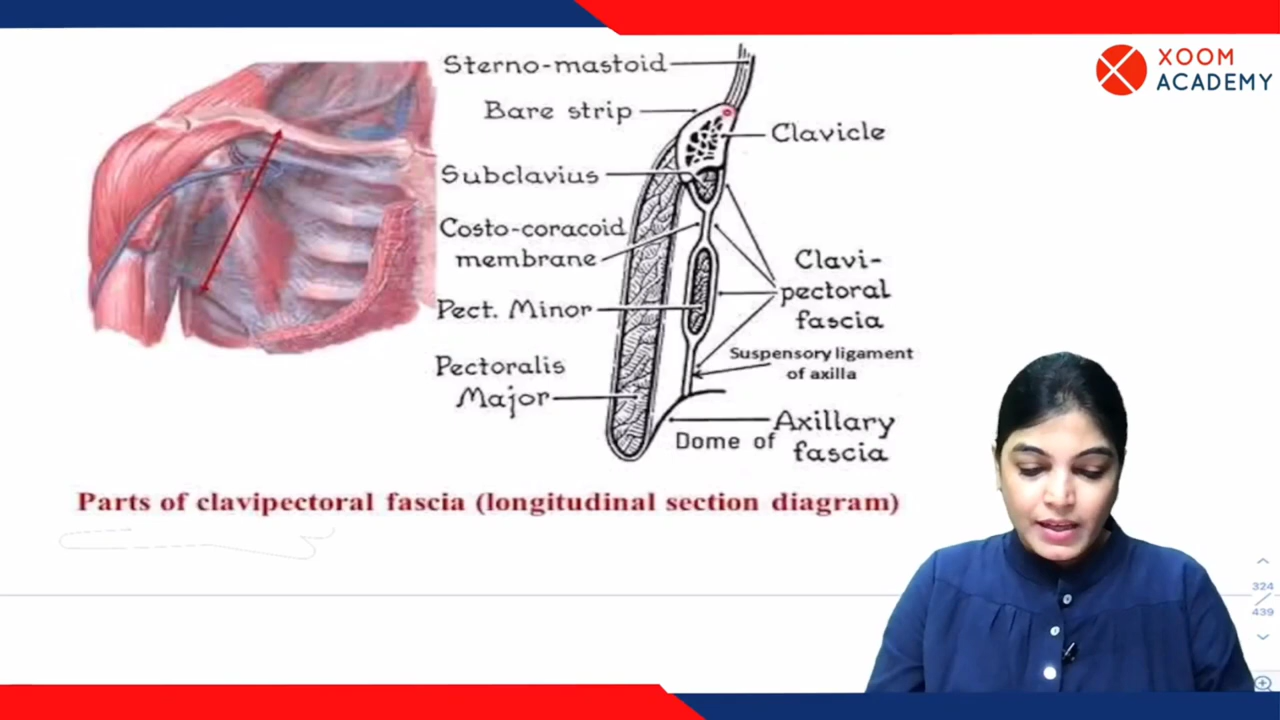 XOOM
ACADEMY
Sterno-mastoid
Bare strip
Clavicle
Subclavius
Costo-coracoid
membrane
Clavi-
pectoral
fascia
Pect. Minor
Suspensory ligament
of axilla
Pectoralis
Major
Axillary
Dome of
fascia
Parts of clavipectoral fascia (longitudinal section diagram)
324
439